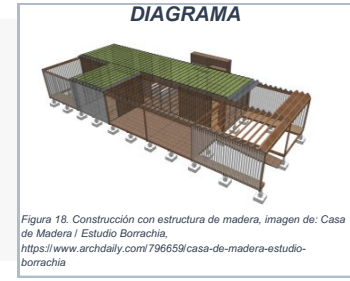 DIAGRAMA
Figura 18. Construcción con estructura de madera, imagen de: Casa
de Madera / Estudio Borrachia,
https://www.archdaily.com/796659/casa-de-madera-estudio-
borrachia